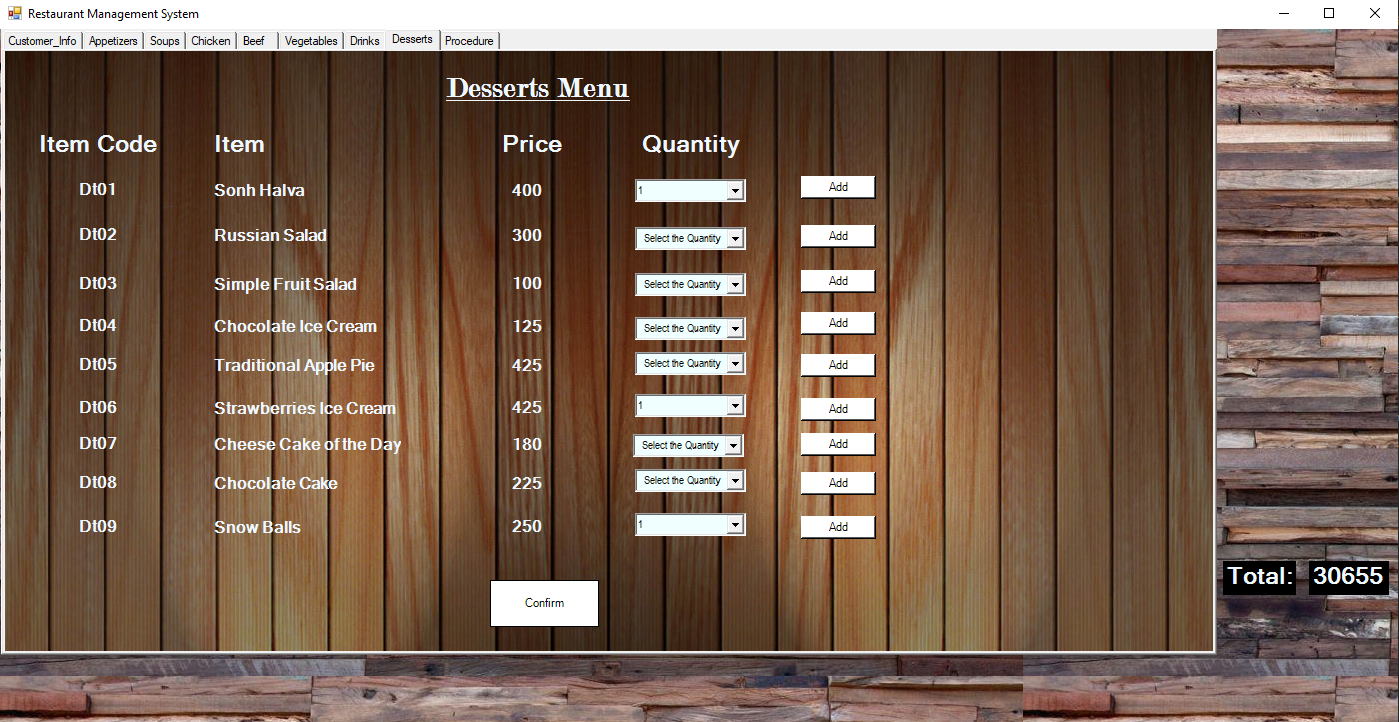 Restaurant Management System
Customer_Info Appetizers Soups Chicken Beef Vegetables Drinks Desserts Procedure
Desserts Menu
Item Code Item Price Quantity
Dt01 Sonh Halva 400 1 Add
Dt02 Russian Salad 300 Select the Quantity Add
Dt03 Simple Fruit Salad 100 Select the Quantity Add
Dt04 Chocolate Ice Cream 125 Select the Quantity Add
Dt05 Traditional Apple Pie 425 Select the Quantity Add
Dt06 Strawberries Ice Cream 425 1 Add
Dt07 Cheese Cake of the Day 180 Select the Quantity Add
Dt08 Chocolate Cake 225 Select the Quantity Add
Dt09 Snow Balls 250 1 Add
Total: 30655
Confirm